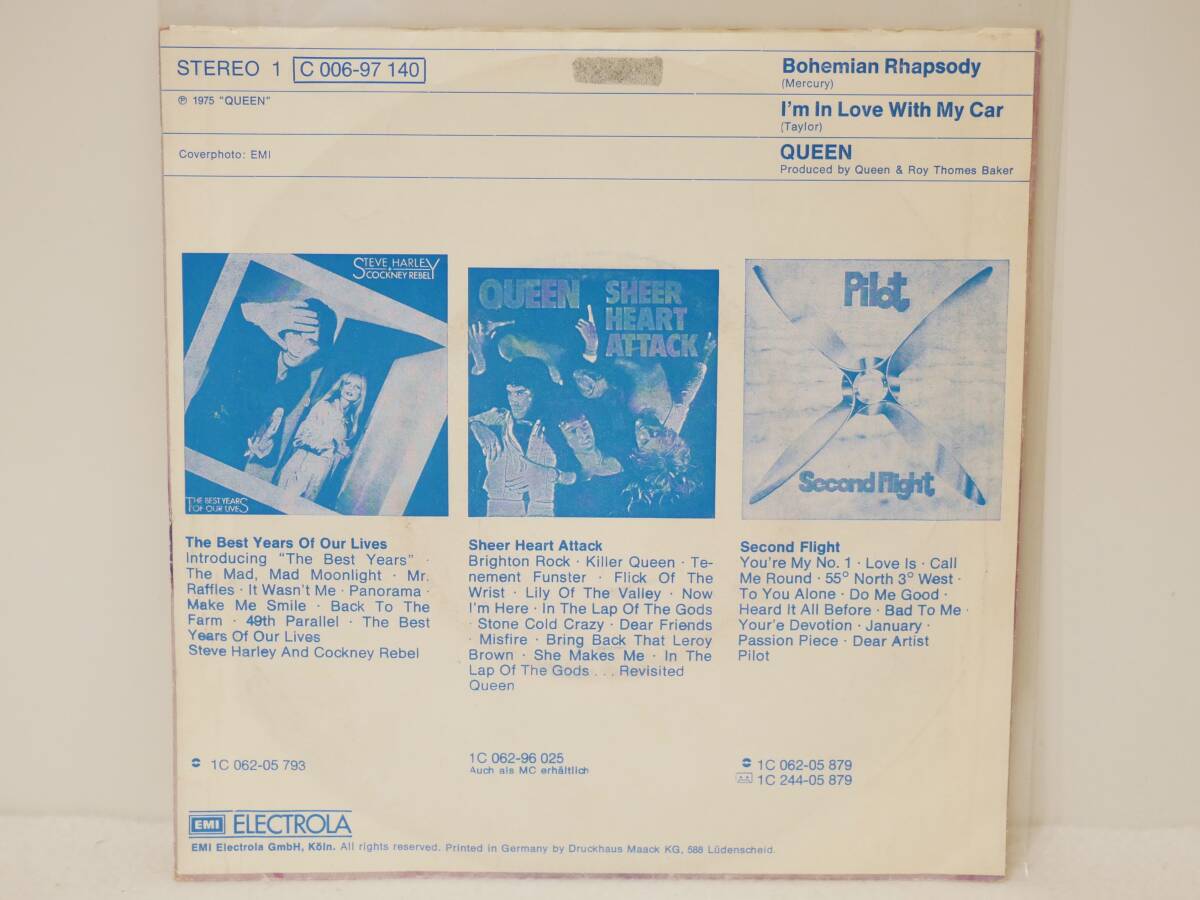 STEREO 1 C 006-97 140
℗ 1975 "QUEEN"
Coverphoto: EMI
Bohemian Rhapsody
(Mercury)
I'm In Love With My Car
(Taylor)
QUEEN
Produced by Queen & Roy Thomes Baker
STEVE HARLEY
COCKNEY REBEL
THE BEST YEARS
OF OUR LIVES
QUEEN SHEER
HEART
ATTACK
Pilot
Second Flight
The Best Years Of Our Lives
Introducing "The Best Years" ·
The Mad, Mad Moonlight · Mr.
Raffles · It Wasn't Me · Panorama ·
Make Me Smile · Back To The
Farm · 49th Parallel · The Best
Years Of Our Lives
Steve Harley And Cockney Rebel
1C 062-05 793
Sheer Heart Attack
Brighton Rock · Killer Queen · Te-
nement Funster · Flick Of The
Wrist · Lily Of The Valley · Now
I'm Here · In The Lap Of The Gods
· Stone Cold Crazy · Dear Friends
· Misfire · Bring Back That Leroy
Brown · She Makes Me · In The
Lap Of The Gods . . . Revisited
Queen
1C 062-96 025
Auch als MC erhältlich
Second Flight
You're My No. 1 · Love Is · Call
Me Round · 55° North 3° West ·
To You Alone · Do Me Good ·
Heard It All Before · Bad To Me ·
Your'e Devotion · January ·
Passion Piece · Dear Artist
Pilot
1C 062-05 879
1C 244-05 879
EMI ELECTROLA
EMI Electrola GmbH, Köln. All rights reserved. Printed in Germany by Druckhaus Maack KG, 588 Lüdenscheid.